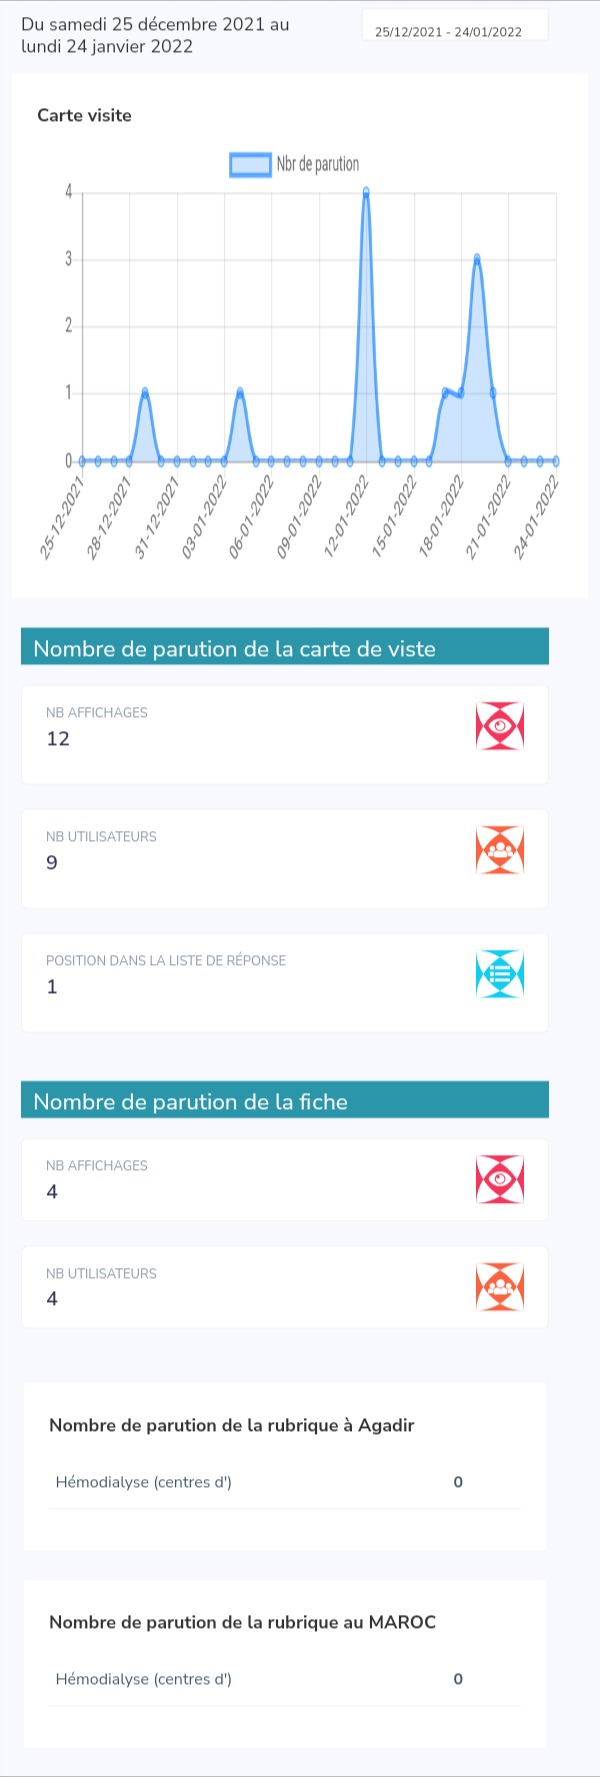 Du samedi 25 décembre 2021 au
lundi 24 janvier 2022
25/12/2021 - 24/01/2022
Carte visite
Nbr de parution
4
3
2
1
0
25-12-2021
28-12-2021
31-12-2021
03-01-2022
06-01-2022
09-01-2022
12-01-2022
15-01-2022
18-01-2022
21-01-2022
24-01-2022
Nombre de parution de la carte de viste
NB AFFICHAGES
12
NB UTILISATEURS
9
POSITION DANS LA LISTE DE RÉPONSE
1
Nombre de parution de la fiche
NB AFFICHAGES
4
NB UTILISATEURS
4
Nombre de parution de la rubrique à Agadir
Hémodialyse (centres d') 0
Nombre de parution de la rubrique au MAROC
Hémodialyse (centres d') 0